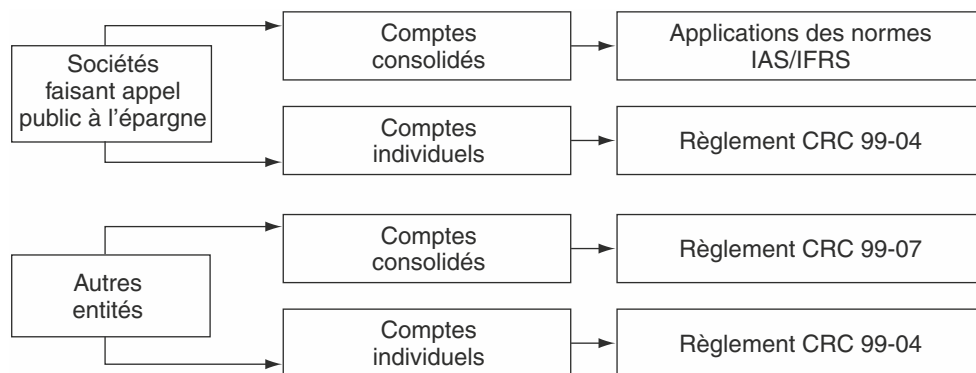 Sociétés
faisant appel
public à l'épargne
Comptes
consolidés
Applications des normes
IAS/IFRS
Comptes
individuels
Règlement CRC 99-04
Autres
entités
Comptes
consolidés
Règlement CRC 99-07
Comptes
individuels
Règlement CRC 99-04